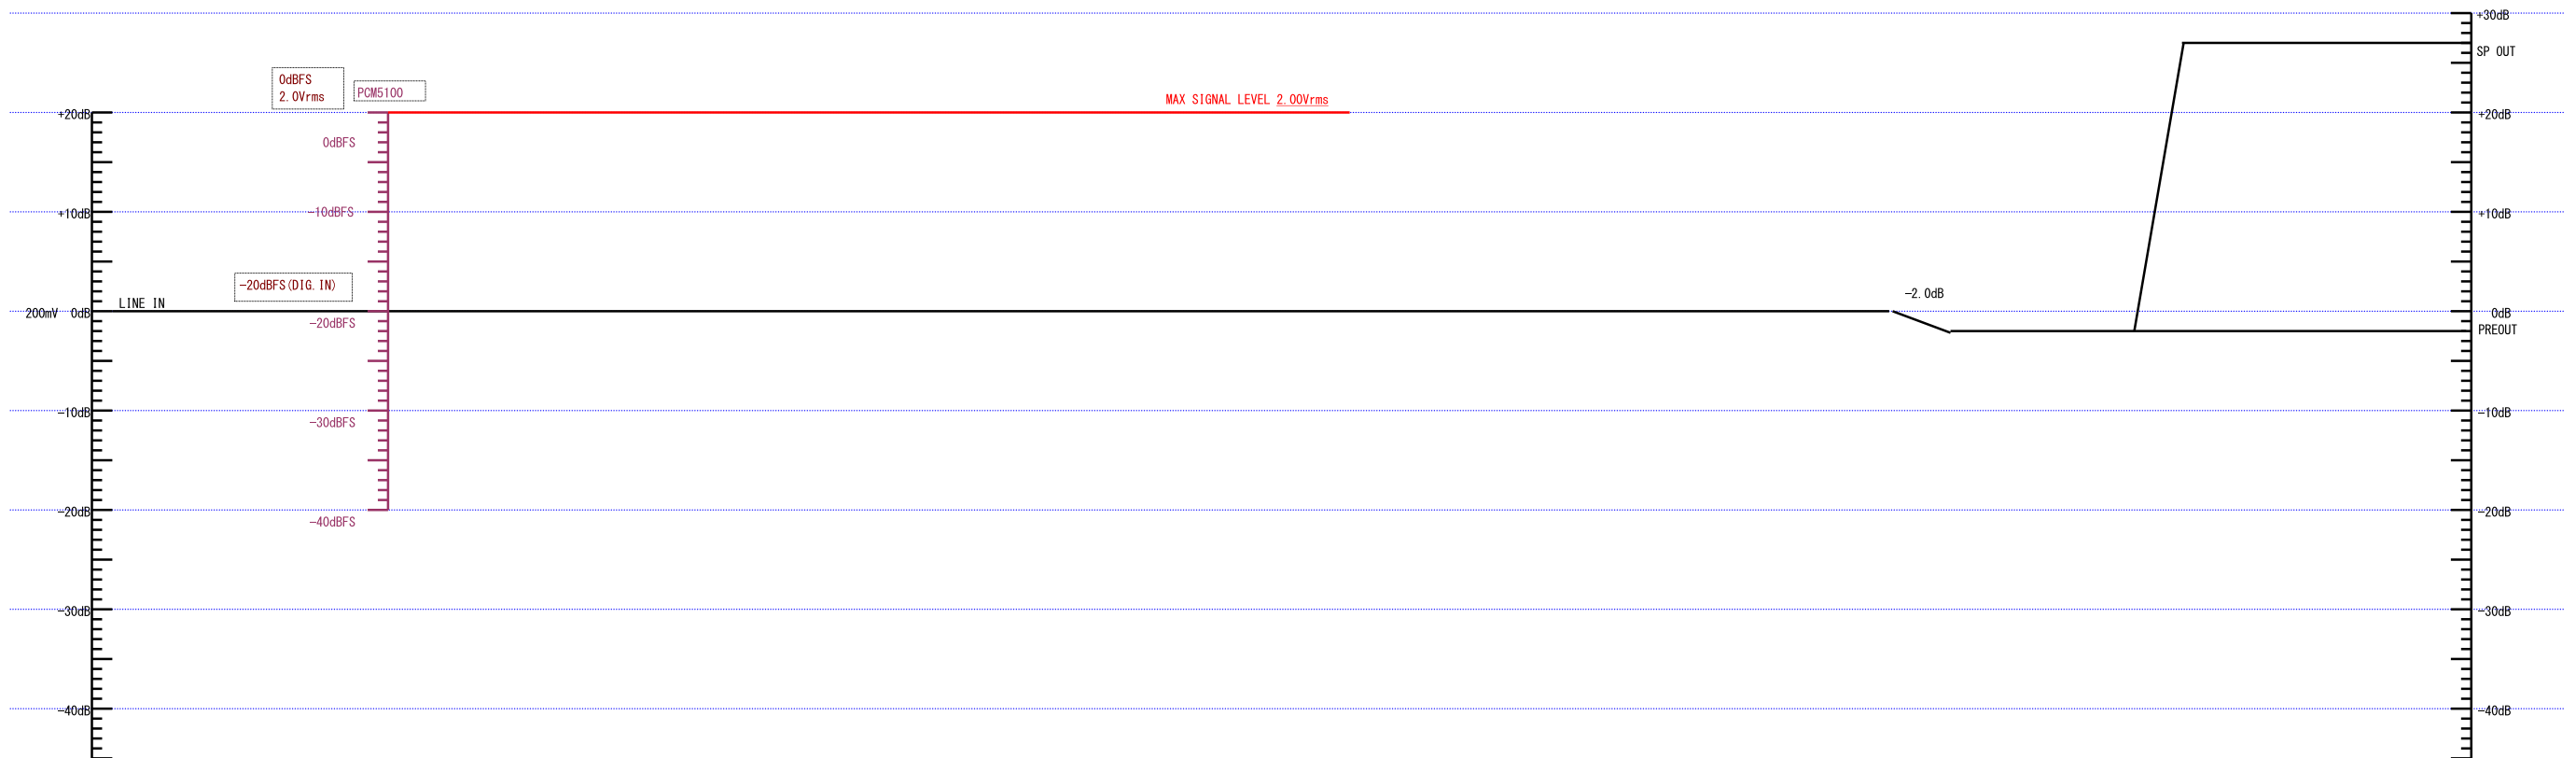 +30dB
SP OUT
0dBFS
2.0Vrms
PCM5100
MAX SIGNAL LEVEL 2.00Vrms
+20dB
+20dB
0dBFS
+10dB
-10dBFS
+10dB
-20dBFS(DIG.IN)
-2.0dB
LINE IN
200mV 0dB
0dB
-20dBFS
PREOUT
-10dB
-10dB
-30dBFS
-20dB
-20dB
-40dBFS
-30dB
-30dB
-40dB
-40dB